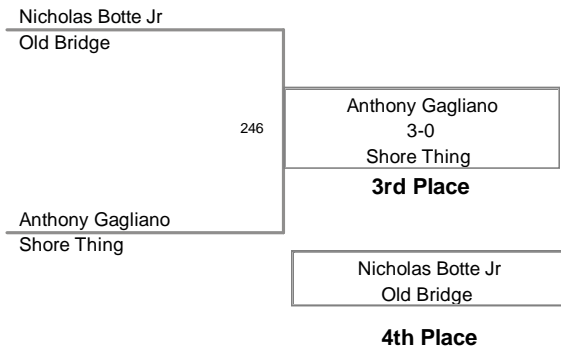 Nicholas Botte Jr
Old Bridge
246
Anthony Gagliano
3-0
Shore Thing
3rd Place
Anthony Gagliano
Shore Thing
Nicholas Botte Jr
Old Bridge
4th Place